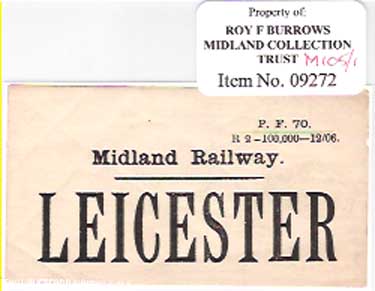 Property of:
ROY F BURROWS
MIDLAND COLLECTION
TRUST M105/1
Item No. 09272
P. F. 70.
R 2—100,000—12/06.
Midland Railway.
LEICESTER